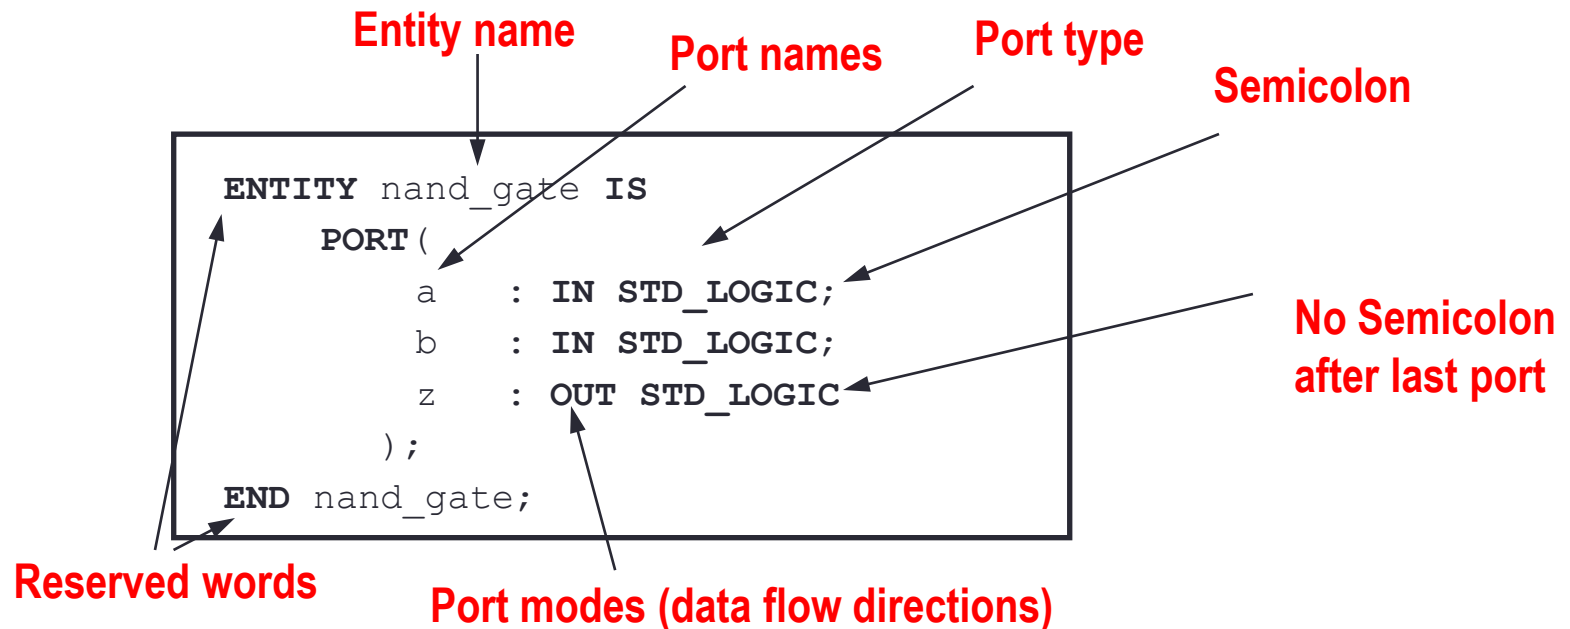 Entity name
Port names
Port type
Semicolon
ENTITY nand_gate IS
PORT(
a : IN STD_LOGIC;
b : IN STD_LOGIC;
z : OUT STD_LOGIC
);
END nand_gate;
No Semicolon
after last port
Reserved words
Port modes (data flow directions)